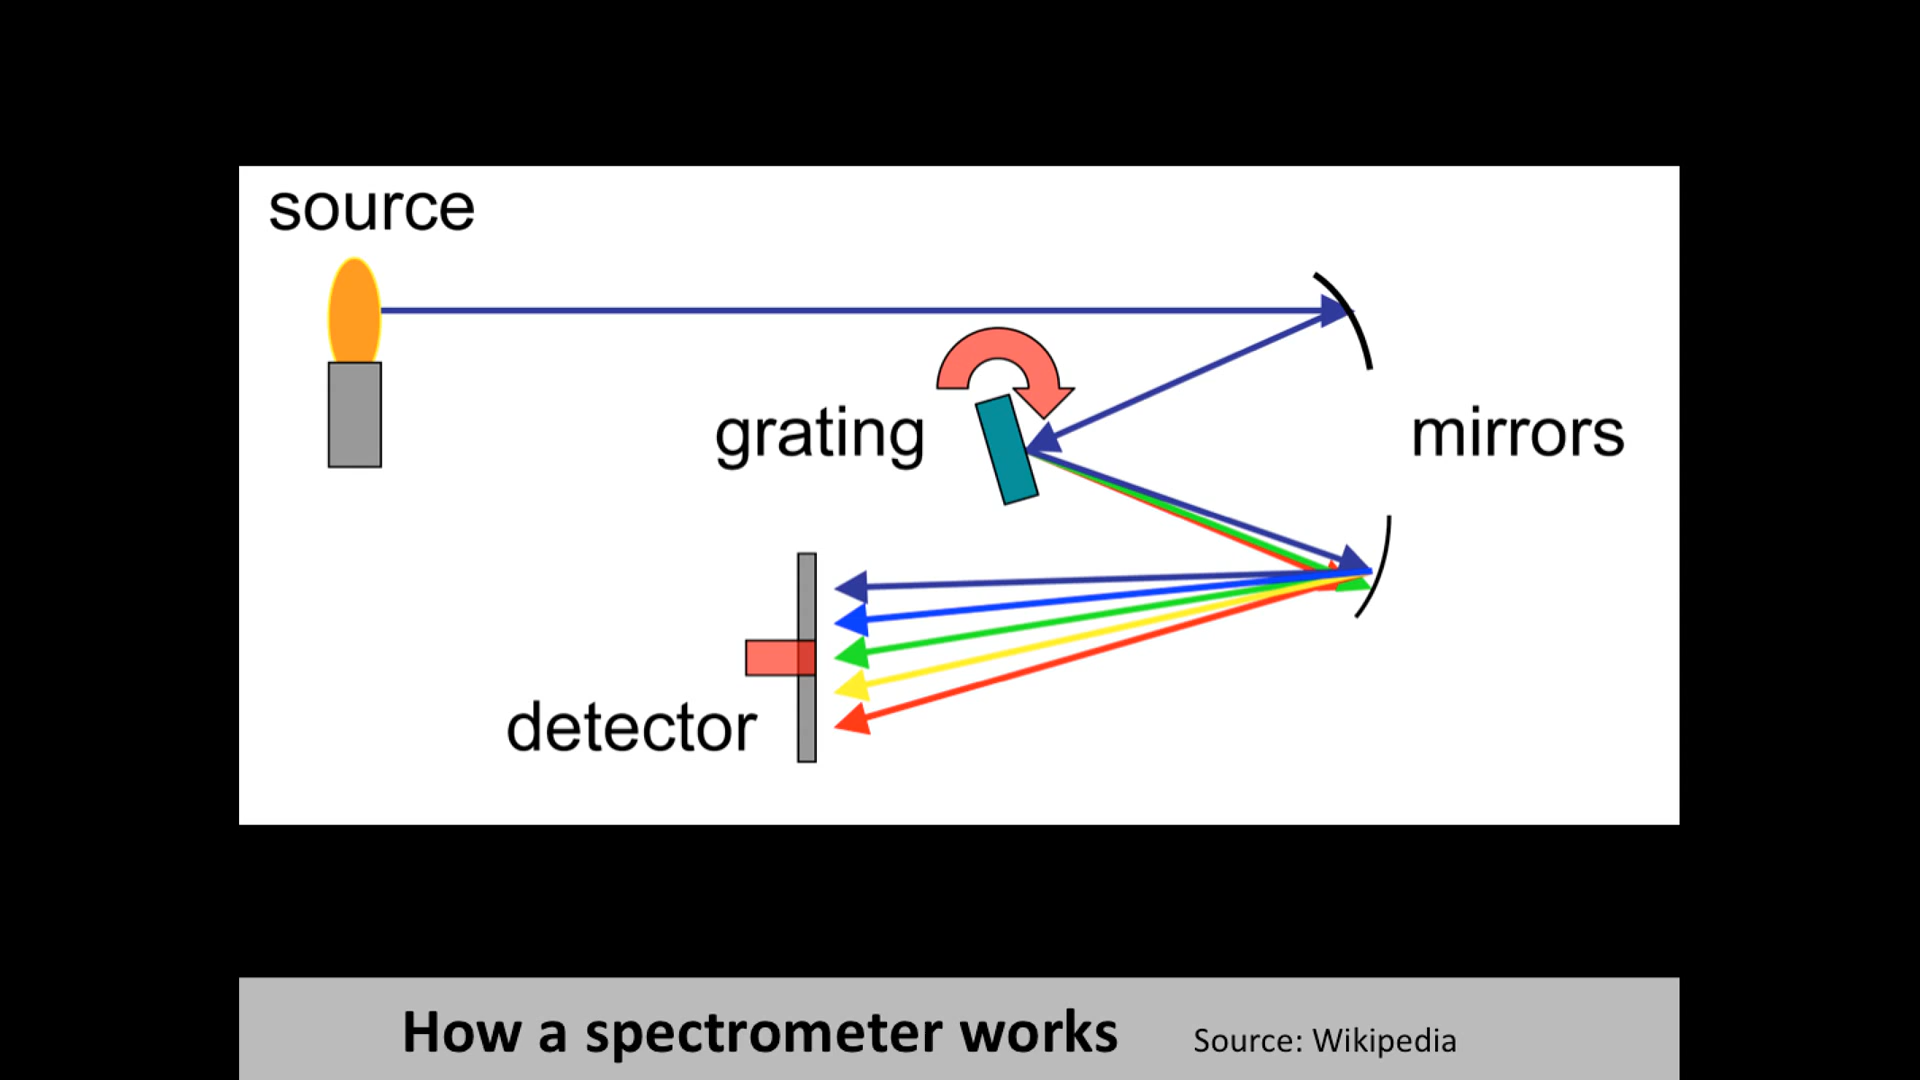 source
grating
mirrors
detector
How a spectrometer works
Source: Wikipedia